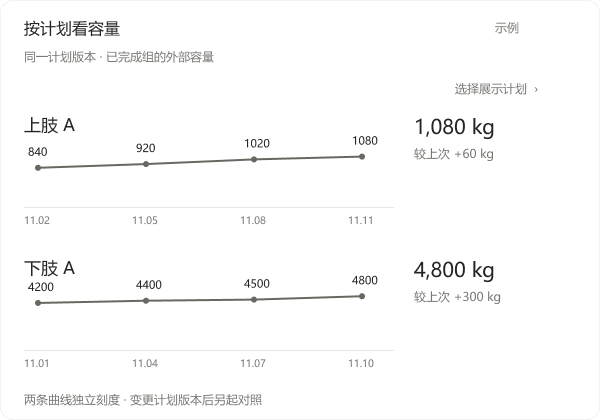 按计划看容量
示例
同一计划版本 · 已完成组的外部容量
选择展示计划 ›
上肢 A
840 920 1020 1080
1,080 kg
较上次 +60 kg
11.02 11.05 11.08 11.11
下肢 A
4200 4400 4500 4800
4,800 kg
较上次 +300 kg
11.01 11.04 11.07 11.10
两条曲线独立刻度 · 变更计划版本后另起对照